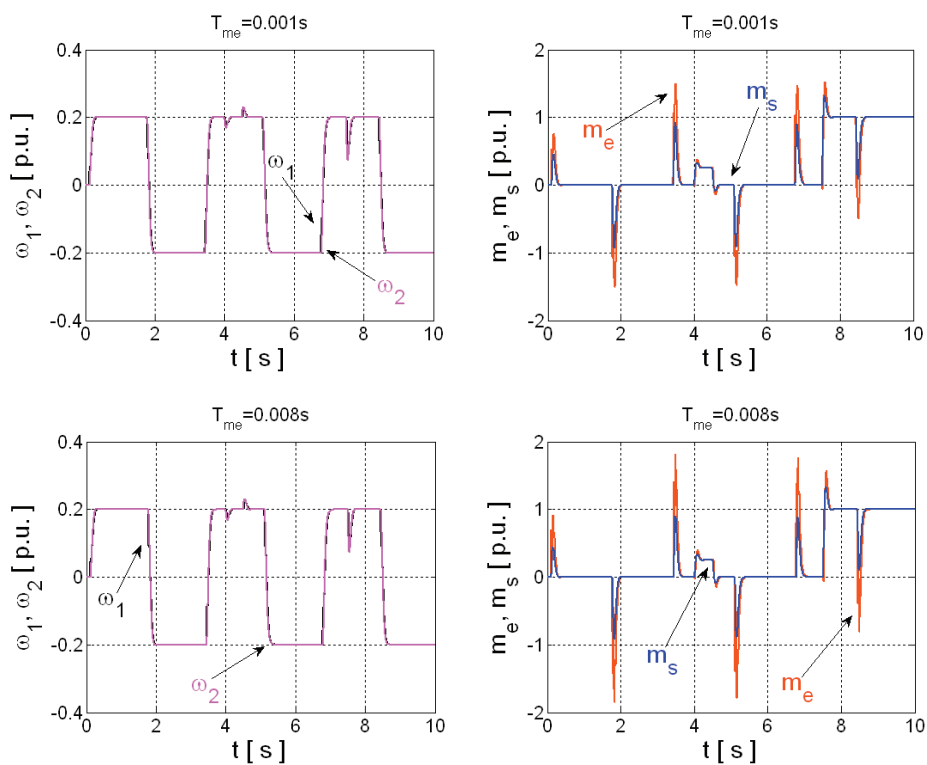 T_me=0.001s
0.4
0.2
0
-0.2
-0.4
0 2 4 6 8 10
t [ s ]
ω_1, ω_2 [ p.u. ]
ω_1
ω_2
T_me=0.001s
2
1
0
-1
-2
0 2 4 6 8 10
t [ s ]
m_e, m_s [ p.u. ]
m_e
m_s
T_me=0.008s
0.4
0.2
0
-0.2
-0.4
0 2 4 6 8 10
t [ s ]
ω_1, ω_2 [ p.u. ]
ω_1
ω_2
T_me=0.008s
2
1
0
-1
-2
0 2 4 6 8 10
t [ s ]
m_e, m_s [ p.u. ]
m_s
m_e